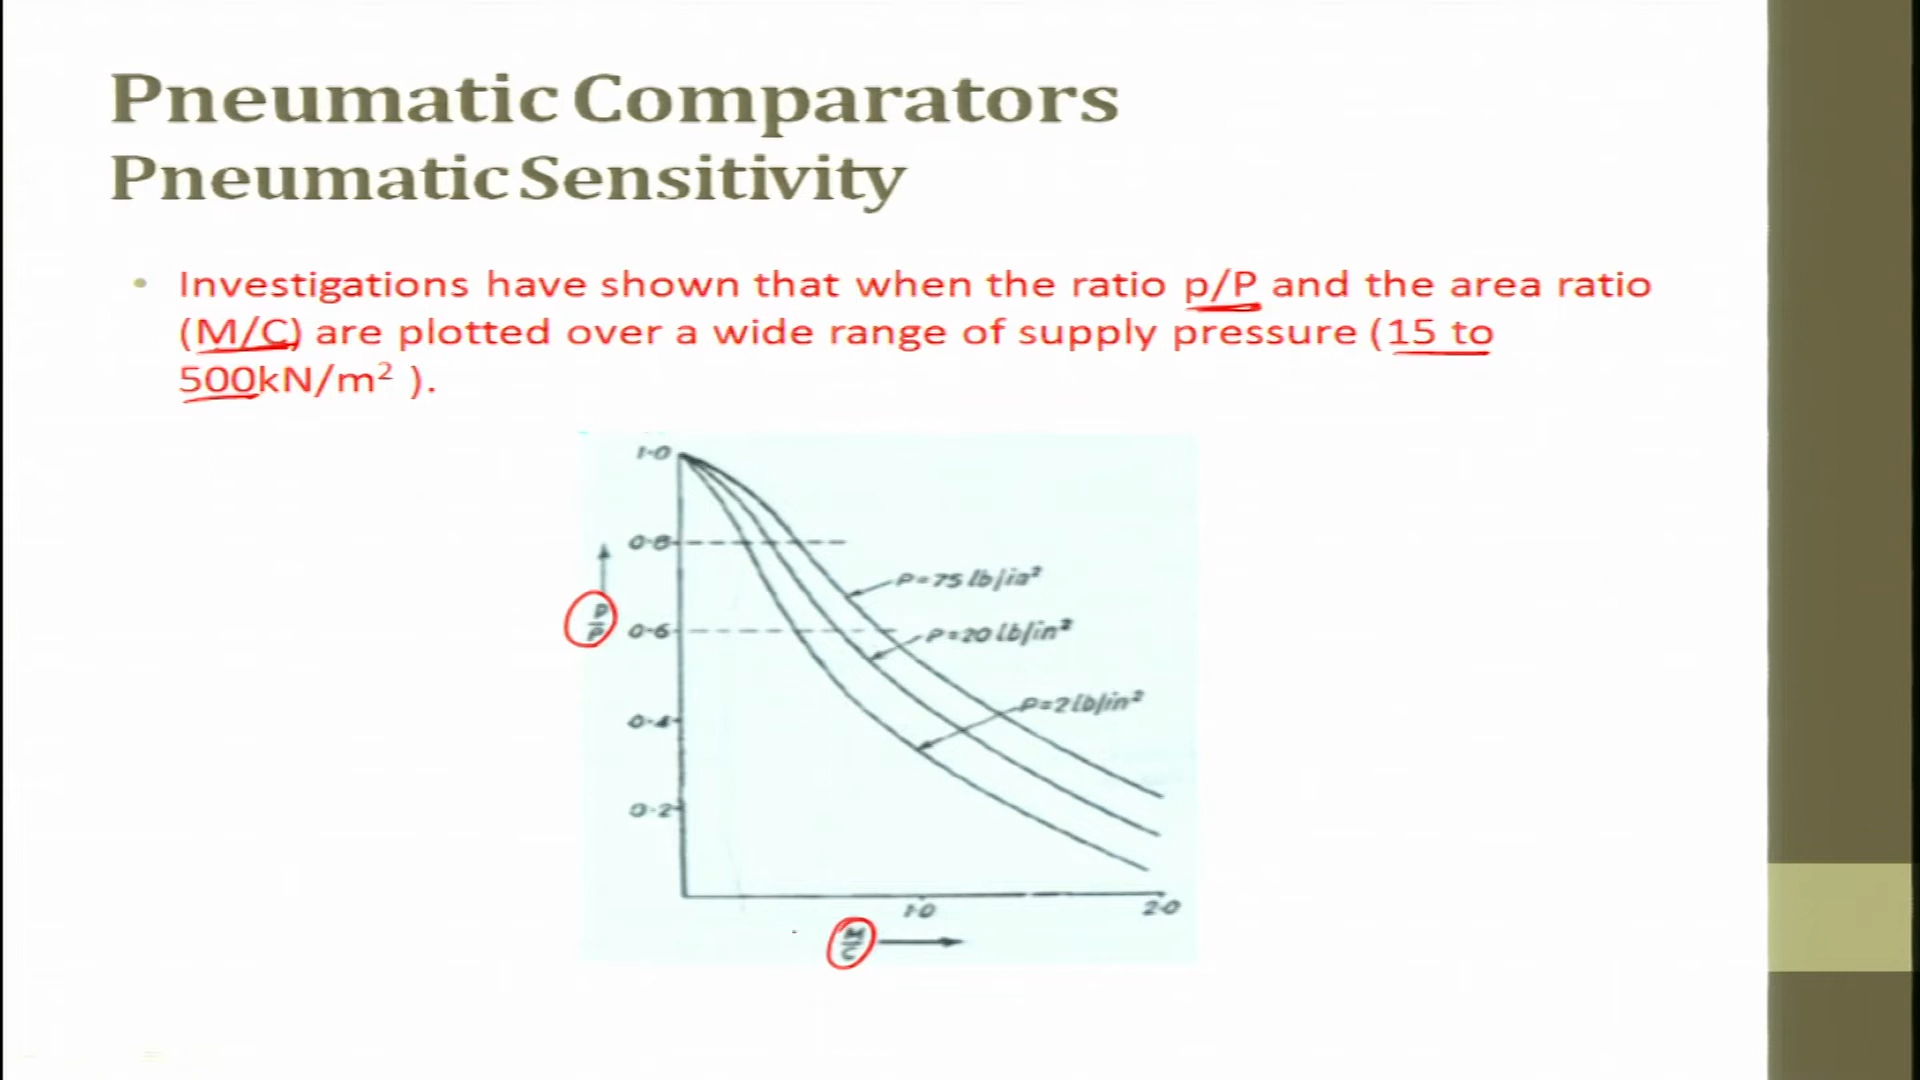 Pneumatic Comparators
Pneumatic Sensitivity
• Investigations have shown that when the ratio p/P and the area ratio
(M/C) are plotted over a wide range of supply pressure (15 to
500kN/m² ).
1.0
0.8
P=75 lb/in²
p/P
0.6
P=20 lb/in²
P=2 lb/in²
0.4
0.2
1.0
2.0
M/C